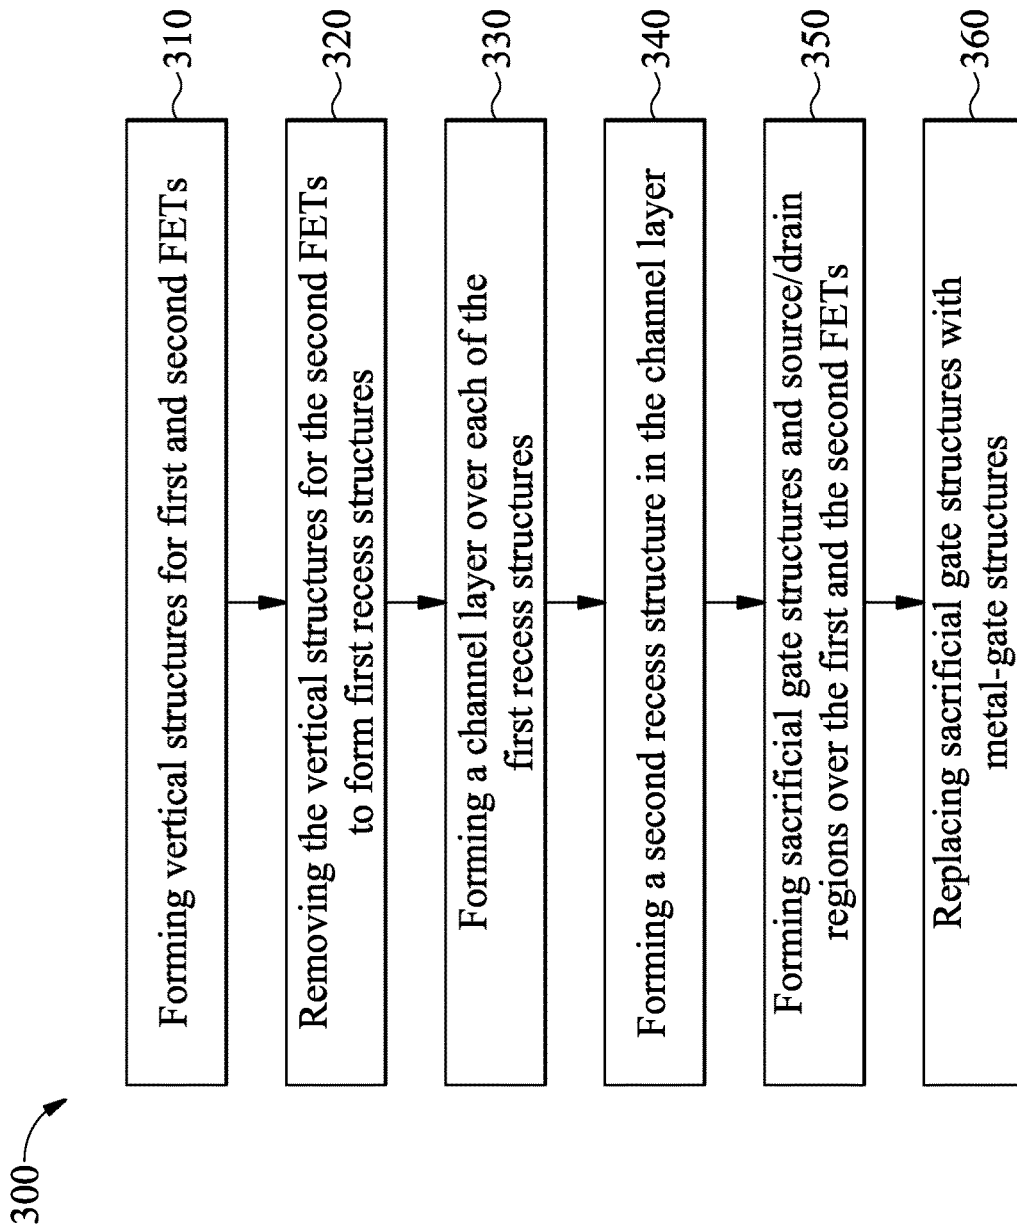 300
Forming vertical structures for first and second FETs
310
Removing the vertical structures for the second FETs
to form first recess structures
320
Forming a channel layer over each of the
first recess structures
330
Forming a second recess structure in the channel layer
340
Forming sacrificial gate structures and source/drain
regions over the first and the second FETs
350
Replacing sacrificial gate structures with
metal-gate structures
360